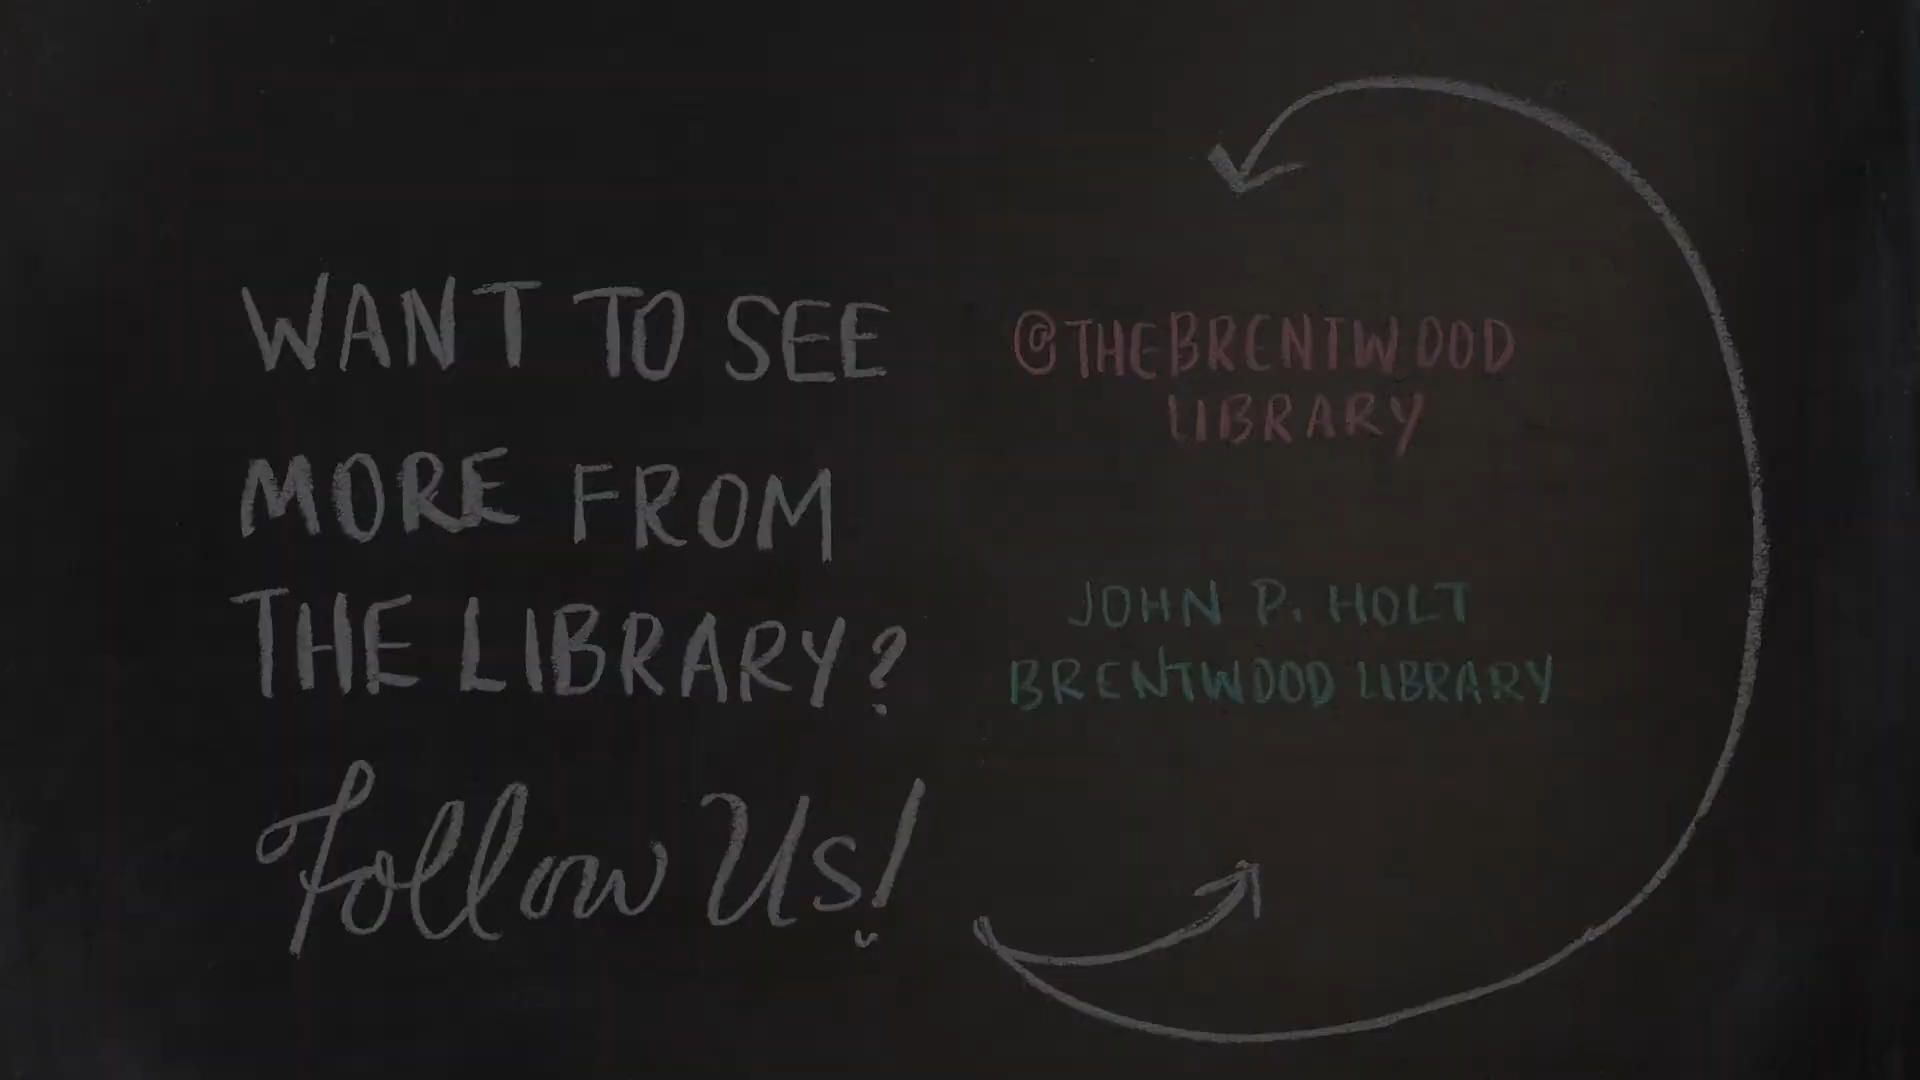 WANT TO SEE
MORE FROM
THE LIBRARY?
Follow Us!
@THEBRENTWOOD
LIBRARY
JOHN P. HOLT
BRENTWOOD LIBRARY